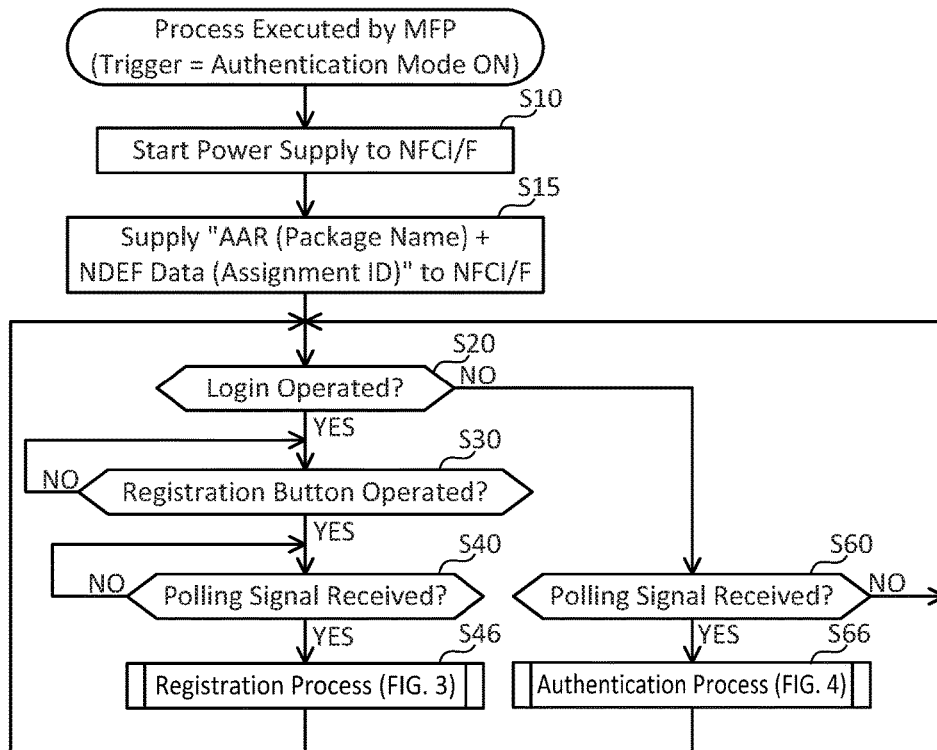 Process Executed by MFP
(Trigger = Authentication Mode ON)
S10
Start Power Supply to NFCI/F
S15
Supply "AAR (Package Name) +
NDEF Data (Assignment ID)" to NFCI/F
S20
Login Operated?
NO
YES
S30
NO
Registration Button Operated?
YES
S40
NO
Polling Signal Received?
S60
Polling Signal Received?
NO
YES
S46
YES
S66
Registration Process (FIG. 3)
Authentication Process (FIG. 4)